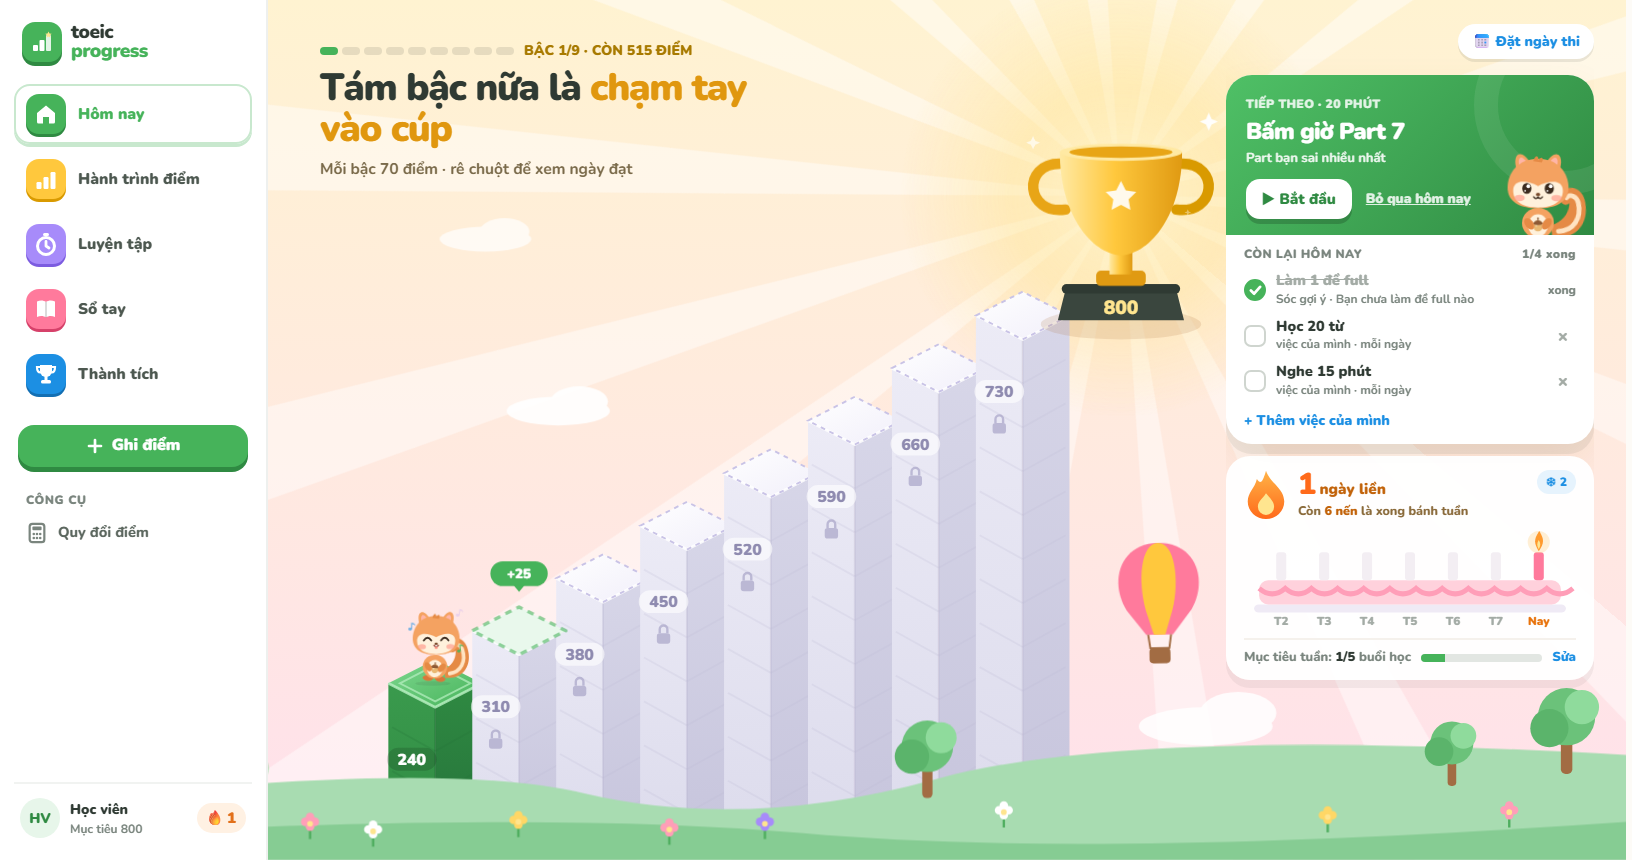 toeic
progress
Hôm nay
Hành trình điểm
Luyện tập
Sổ tay
Thành tích
+ Ghi điểm
CÔNG CỤ
Quy đổi điểm
HV
Học viên
Mục tiêu 800
1
BẬC 1/9 · CÒN 515 ĐIỂM
Tám bậc nữa là chạm tay
vào cúp
Mỗi bậc 70 điểm · rê chuột để xem ngày đạt
800
730
660
590
520
450
380
310
240
+25
Đặt ngày thi
TIẾP THEO · 20 PHÚT
Bấm giờ Part 7
Part bạn sai nhiều nhất
Bắt đầu
Bỏ qua hôm nay
CÒN LẠI HÔM NAY
1/4 xong
Làm 1 đề full
Sóc gợi ý · Bạn chưa làm đề full nào
xong
Học 20 từ
việc của mình · mỗi ngày
×
Nghe 15 phút
việc của mình · mỗi ngày
×
+ Thêm việc của mình
1 ngày liền
2
Còn 6 nến là xong bánh tuần
T2 T3 T4 T5 T6 T7 Nay
Mục tiêu tuần: 1/5 buổi học
Sửa